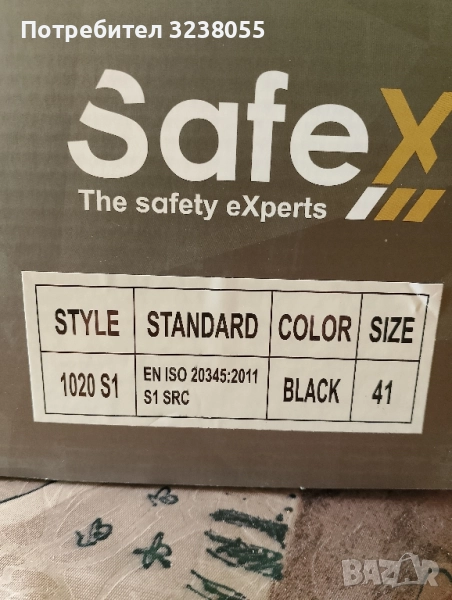 Потребител 3238055
SafeX
The safety eXperts
STYLE STANDARD COLOR SIZE
1020 S1 EN ISO 20345:2011 S1 SRC BLACK 41
BAZAR